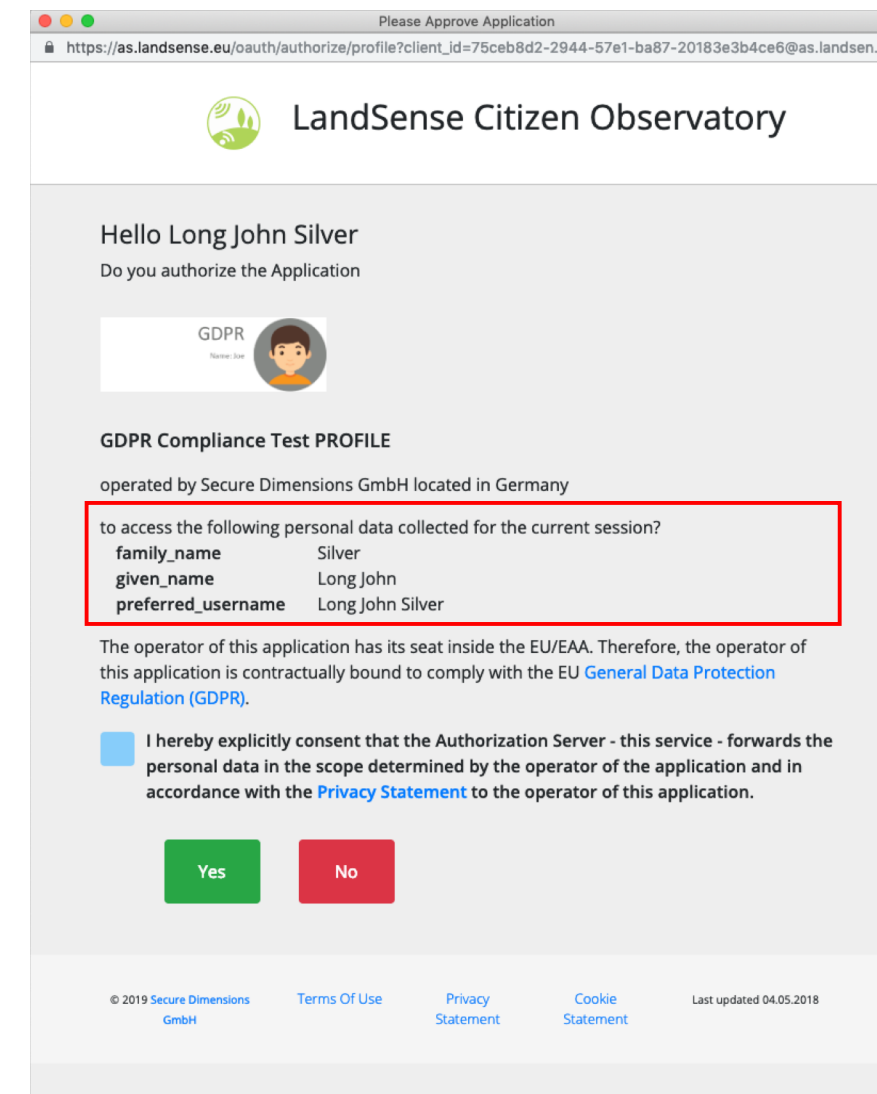 Please Approve Application
https://as.landsense.eu/oauth/authorize/profile?client_id=75ceb8d2-2944-57e1-ba87-20183e3b4ce6@as.landsen.
LandSense Citizen Observatory
Hello Long John Silver
Do you authorize the Application
GDPR
Name: Joe
GDPR Compliance Test PROFILE
operated by Secure Dimensions GmbH located in Germany
to access the following personal data collected for the current session?
family_name Silver
given_name Long John
preferred_username Long John Silver
The operator of this application has its seat inside the EU/EAA. Therefore, the operator of
this application is contractually bound to comply with the EU General Data Protection
Regulation (GDPR).
I hereby explicitly consent that the Authorization Server - this service - forwards the
personal data in the scope determined by the operator of the application and in
accordance with the Privacy Statement to the operator of this application.
Yes No
© 2019 Secure Dimensions
GmbH
Terms Of Use
Privacy
Statement
Cookie
Statement
Last updated 04.05.2018